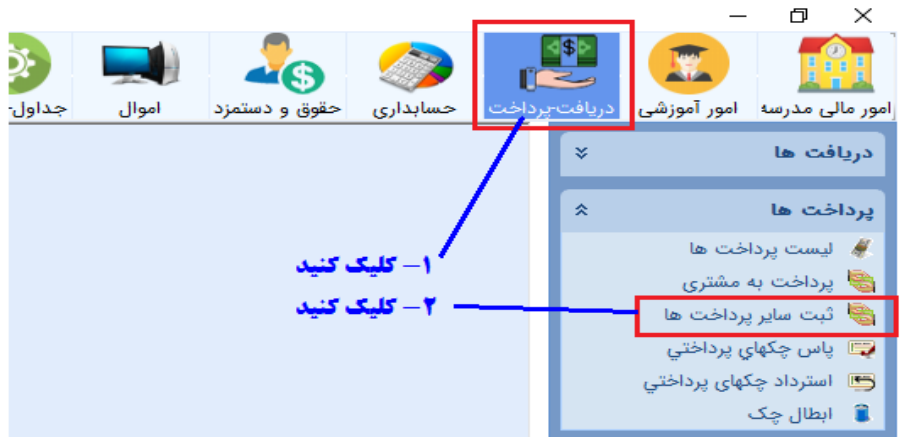 امور مالی مدرسه
امور آموزشی
دریافت-پرداخت
حسابداری
حقوق و دستمزد
اموال
جداول-
دریافت ها
پرداخت ها
لیست پرداخت ها
پرداخت به مشتری
ثبت سایر پرداخت ها
پاس چکهاي پرداختي
استرداد چکهای پرداختي
ابطال چک
۱– کلیک کنید
۲– کلیک کنید